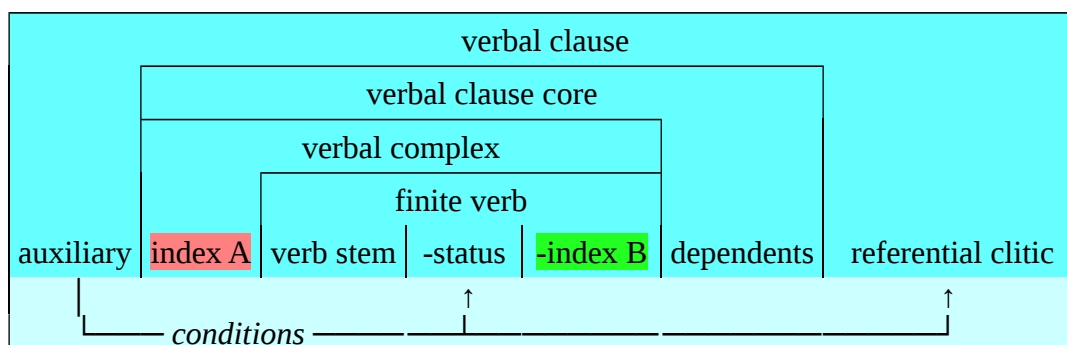 verbal clause
verbal clause core
verbal complex
finite verb
auxiliary index A verb stem -status -index B dependents referential clitic
↑ ↑
conditions